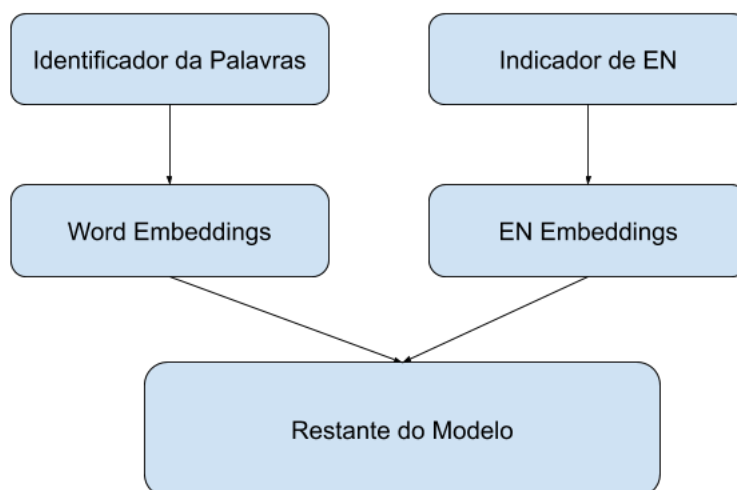 Identificador da Palavras
Indicador de EN
Word Embeddings
EN Embeddings
Restante do Modelo